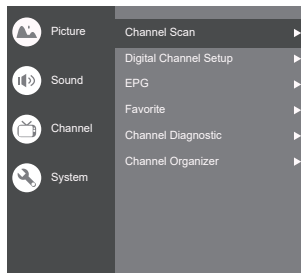 Picture
Sound
Channel
System
Channel Scan
Digital Channel Setup
EPG
Favorite
Channel Diagnostic
Channel Organizer